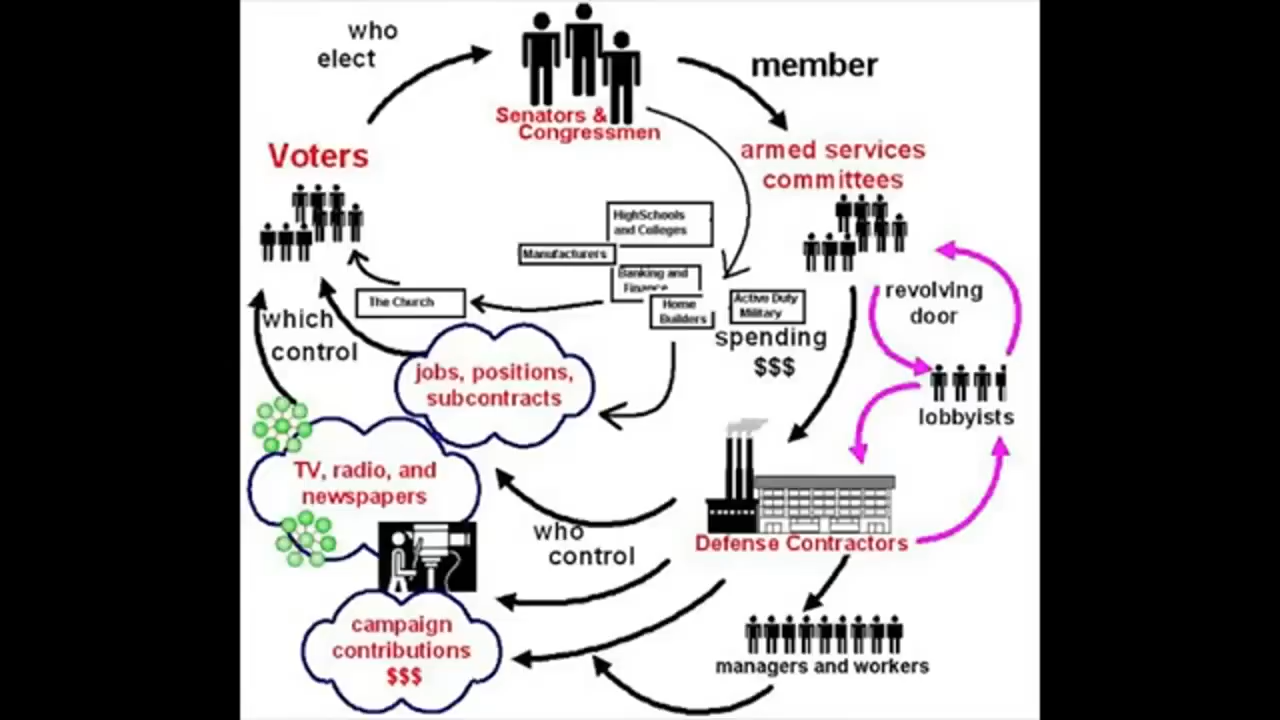 who
elect
Senators &
Congressmen
member
armed services
committees
Voters
HighSchools
and Colleges
Manufacturers
Banking and
Finance
Home
Builders
Active Duty
Military
The Church
spending
$$$
revolving
door
lobbyists
which
control
jobs, positions,
subcontracts
TV, radio, and
newspapers
who
control
Defense Contractors
campaign
contributions
$$$
managers and workers